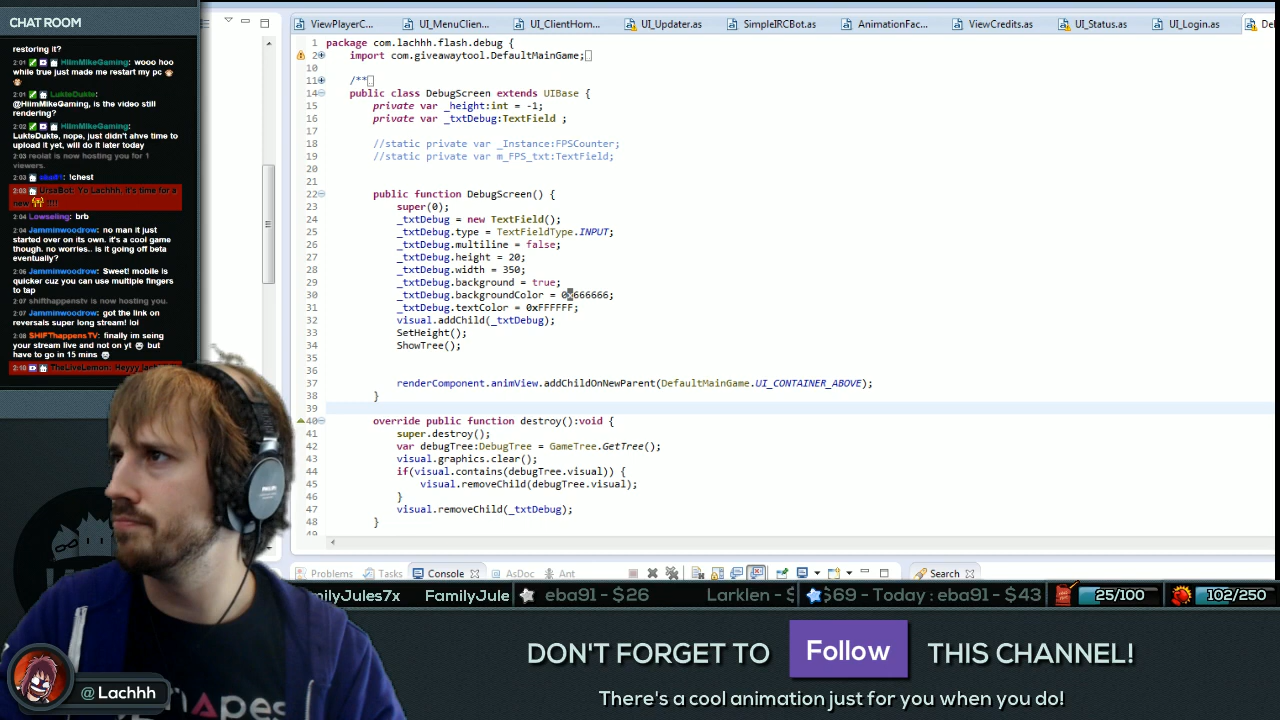 CHAT ROOM
restoring it?
2:01 HiimMikeGaming: wooo hoo
while true just made me restart my pc
2:01 LukteDukte:
@HiimMikeGaming, is the video still
rendering?
2:02 HiimMikeGaming:
LukteDukte, nope, just didn't ahve time to
upload it yet, will do it later today
2:03 reolat is now hosting you for 1
viewers.
2:03 eba91: !chest
2:03 UrsaBot: Yo Lachhh. It's time for a
new !!!!
2:04 Lowseling: brb
2:04 Jamminwoodrow: no man it just
started over on its own. it's a cool game
though. no worries.. is it going off beta
eventually?
2:06 Jamminwoodrow: Sweet! mobile is
quicker cuz you can use multiple fingers
to tap
2:07 shifthappenstv is now hosting you.
2:07 Jamminwoodrow: got the link on
reversals super long stream! lol
2:08 SHIFThappensTV: finally im seing
your stream live and not on yt but
have to go in 15 mins
2:10 TheLiveLemon: Heyyy
ViewPlayerC...
UI_MenuClien...
UI_ClientHom...
UI_Updater.as
SimpleIRCBot.as
AnimationFac...
ViewCredits.as
UI_Status.as
UI_Login.as
1 package com.lachhh.flash.debug {
2 import com.giveawaytool.DefaultMainGame;
10
11 /**
14 public class DebugScreen extends UIBase {
15 private var _height:int = -1;
16 private var _txtDebug:TextField ;
17
18 //static private var _Instance:FPSCounter;
19 //static private var m_FPS_txt:TextField;
20
21
22 public function DebugScreen() {
23 super(0);
24 _txtDebug = new TextField();
25 _txtDebug.type = TextFieldType.INPUT;
26 _txtDebug.multiline = false;
27 _txtDebug.height = 20;
28 _txtDebug.width = 350;
29 _txtDebug.background = true;
30 _txtDebug.backgroundColor = 0x666666;
31 _txtDebug.textColor = 0xFFFFFF;
32 visual.addChild(_txtDebug);
33 SetHeight();
34 ShowTree();
35
36
37 renderComponent.animView.addChildOnNewParent(DefaultMainGame.UI_CONTAINER_ABOVE);
38 }
39
40 override public function destroy():void {
41 super.destroy();
42 var debugTree:DebugTree = GameTree.GetTree();
43 visual.graphics.clear();
44 if(visual.contains(debugTree.visual)) {
45 visual.removeChild(debugTree.visual);
46 }
47 visual.removeChild(_txtDebug);
48 }
49
Problems
Tasks
Console
AsDoc
Ant
Search
milyJules7x FamilyJule
eba91 - $26 Larklen - $
$69 - Today : eba91 - $43
25/100
102/250
DON'T FORGET TO Follow THIS CHANNEL!
There's a cool animation just for you when you do!
@ Lachhh